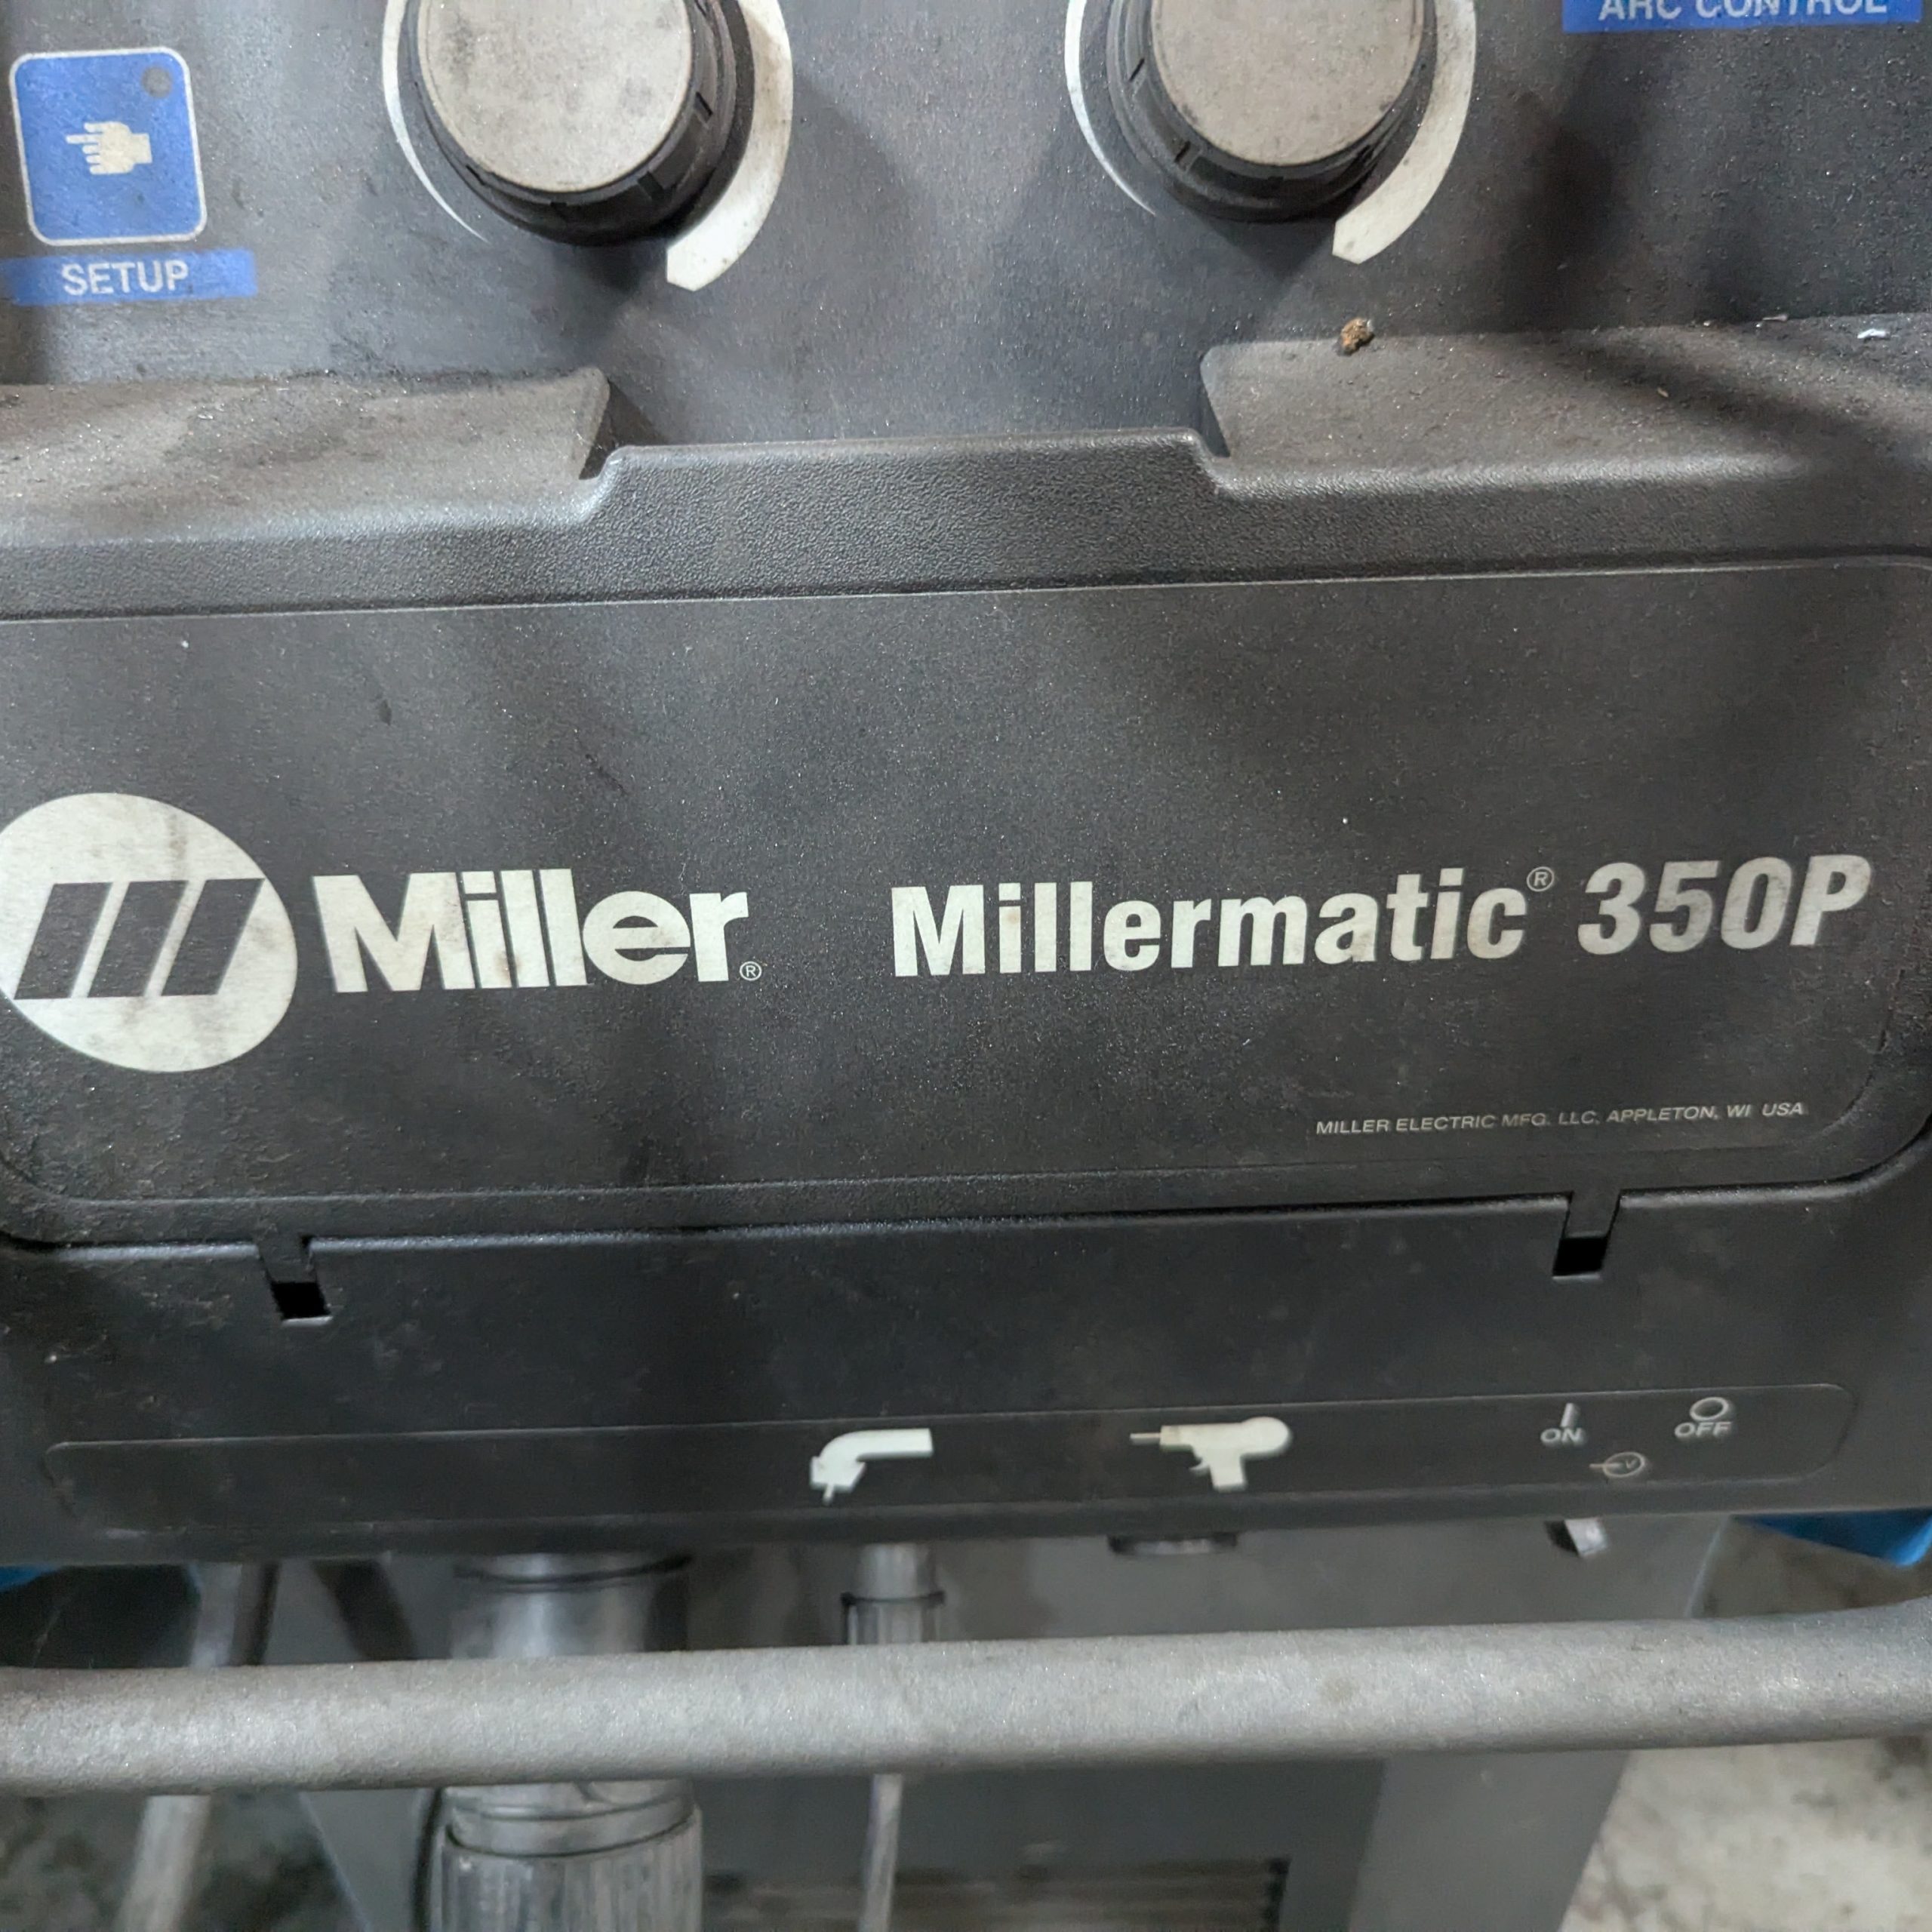 ARC CONTROL
SETUP
Miller® Millermatic® 350P
MILLER ELECTRIC MFG. LLC. APPLETON, WI USA
ON OFF